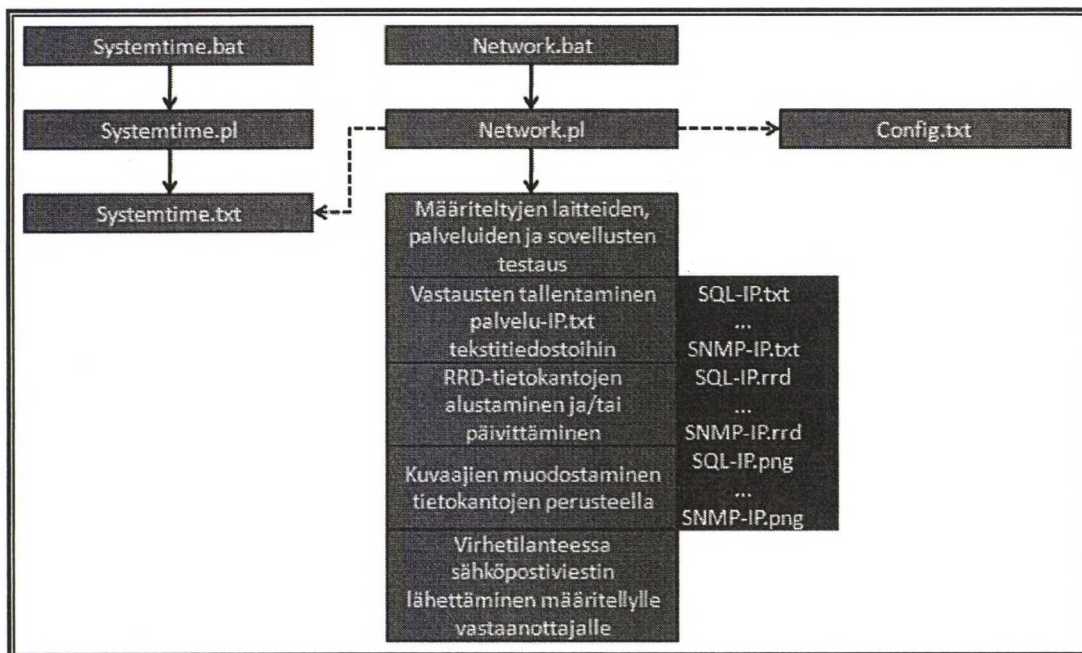 Systemtime.bat
Network.bat
Systemtime.pl
Network.pl
Config.txt
Systemtime.txt
Määriteltyjen laitteiden,
palveluiden ja sovellusten
testaus
Vastausten tallentaminen
palvelu-IP.txt
tekstitiedostoihin
SQL-IP.txt
...
SNMP-IP.txt
RRD-tietokantojen
alustaminen ja/tai
päivittäminen
SQL-IP.rrd
...
SNMP-IP.rrd
Kuvaajien muodostaminen
tietokantojen perusteella
SQL-IP.png
...
SNMP-IP.png
Virhetilanteessa
sähköpostiviestin
lähettäminen määritellylle
vastaanottajalle